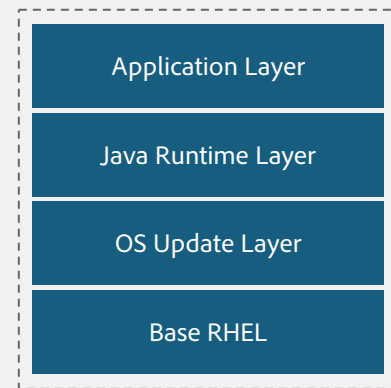 Application Layer
Java Runtime Layer
OS Update Layer
Base RHEL